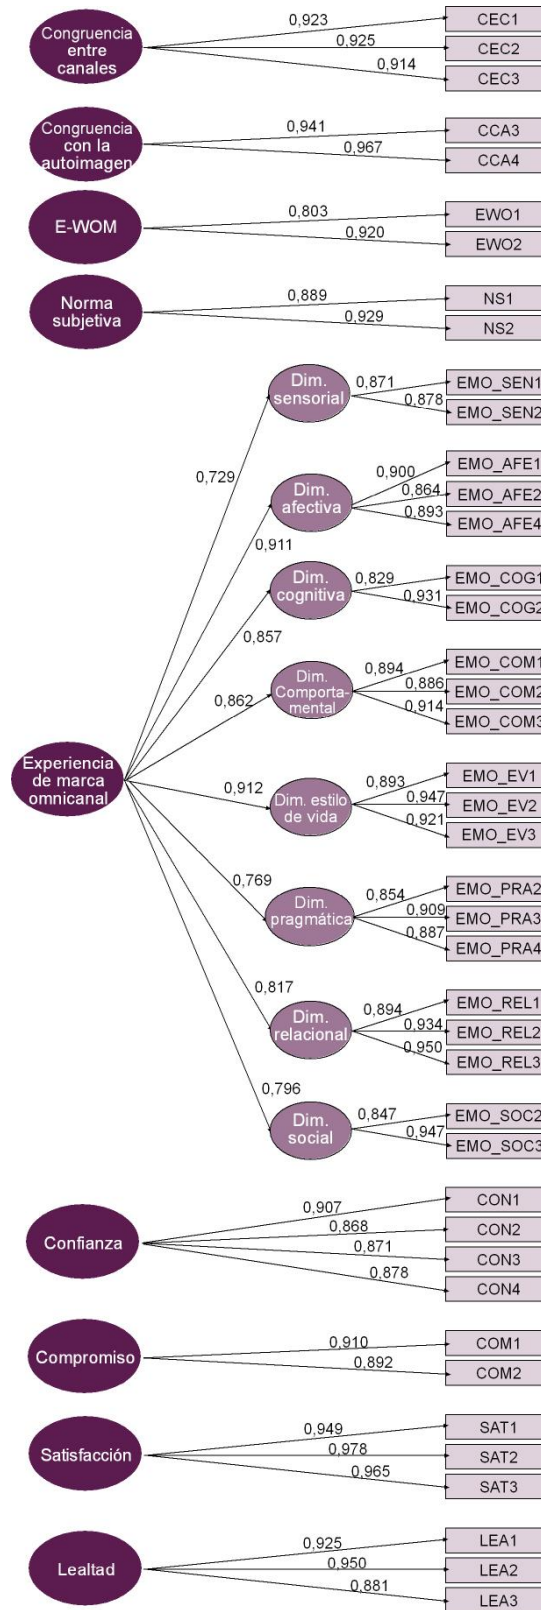 Congruencia
entre
canales
0,923
0,925
0,914
CEC1
CEC2
CEC3
Congruencia
con la
autoimagen
0,941
0,967
CCA3
CCA4
E-WOM
0,803
0,920
EWO1
EWO2
Norma
subjetiva
0,889
0,929
NS1
NS2
Experiencia
de marca
omnicanal
0,729
0,911
0,857
0,862
0,912
0,769
0,817
0,796
Dim.
sensorial
0,871
0,878
EMO_SEN1
EMO_SEN2
Dim.
afectiva
0,900
0,864
0,893
EMO_AFE1
EMO_AFE2
EMO_AFE4
Dim.
cognitiva
0,829
0,931
EMO_COG1
EMO_COG2
Dim.
Comporta-
mental
0,894
0,886
0,914
EMO_COM1
EMO_COM2
EMO_COM3
Dim. estilo
de vida
0,893
0,947
0,921
EMO_EV1
EMO_EV2
EMO_EV3
Dim.
pragmática
0,854
0,909
0,887
EMO_PRA2
EMO_PRA3
EMO_PRA4
Dim.
relacional
0,894
0,934
0,950
EMO_REL1
EMO_REL2
EMO_REL3
Dim.
social
0,847
0,947
EMO_SOC2
EMO_SOC3
Confianza
0,907
0,868
0,871
0,878
CON1
CON2
CON3
CON4
Compromiso
0,910
0,892
COM1
COM2
Satisfacción
0,949
0,978
0,965
SAT1
SAT2
SAT3
Lealtad
0,925
0,950
0,881
LEA1
LEA2
LEA3